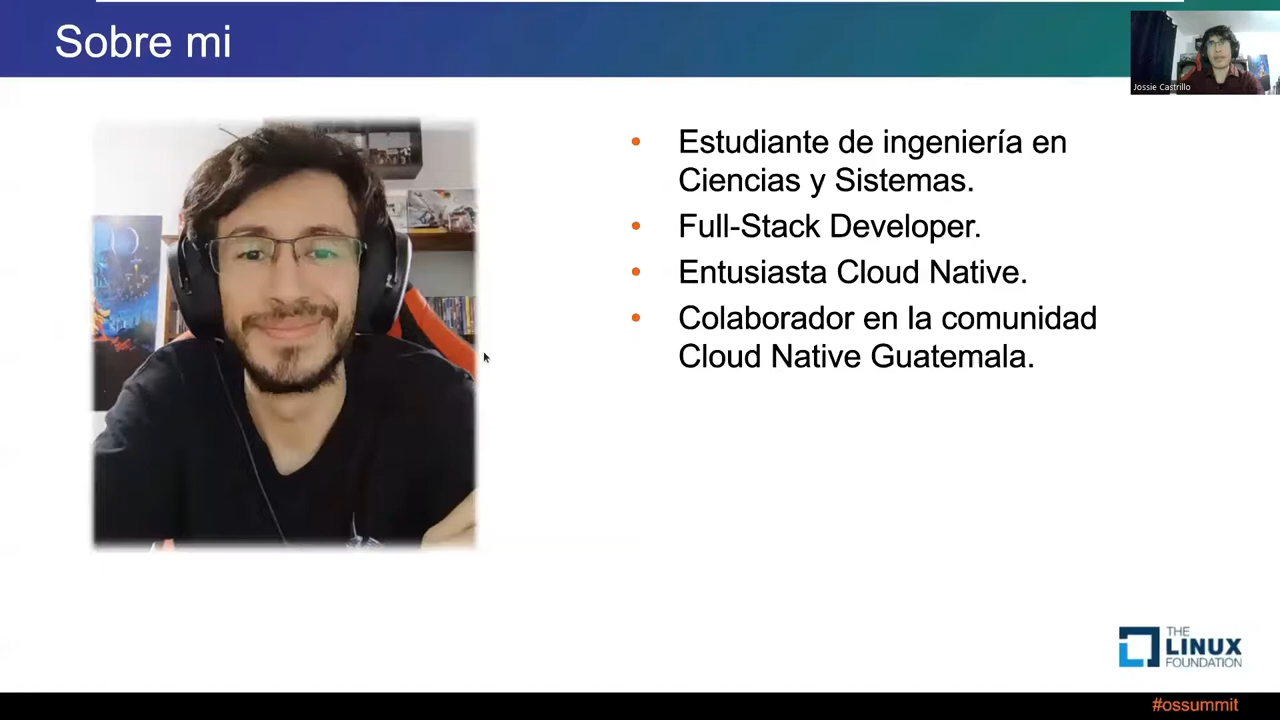 Sobre mi
Jossie Castrillo
Estudiante de ingeniería en
Ciencias y Sistemas.
Full-Stack Developer.
Entusiasta Cloud Native.
Colaborador en la comunidad
Cloud Native Guatemala.
THE
LINUX
FOUNDATION
#ossummit